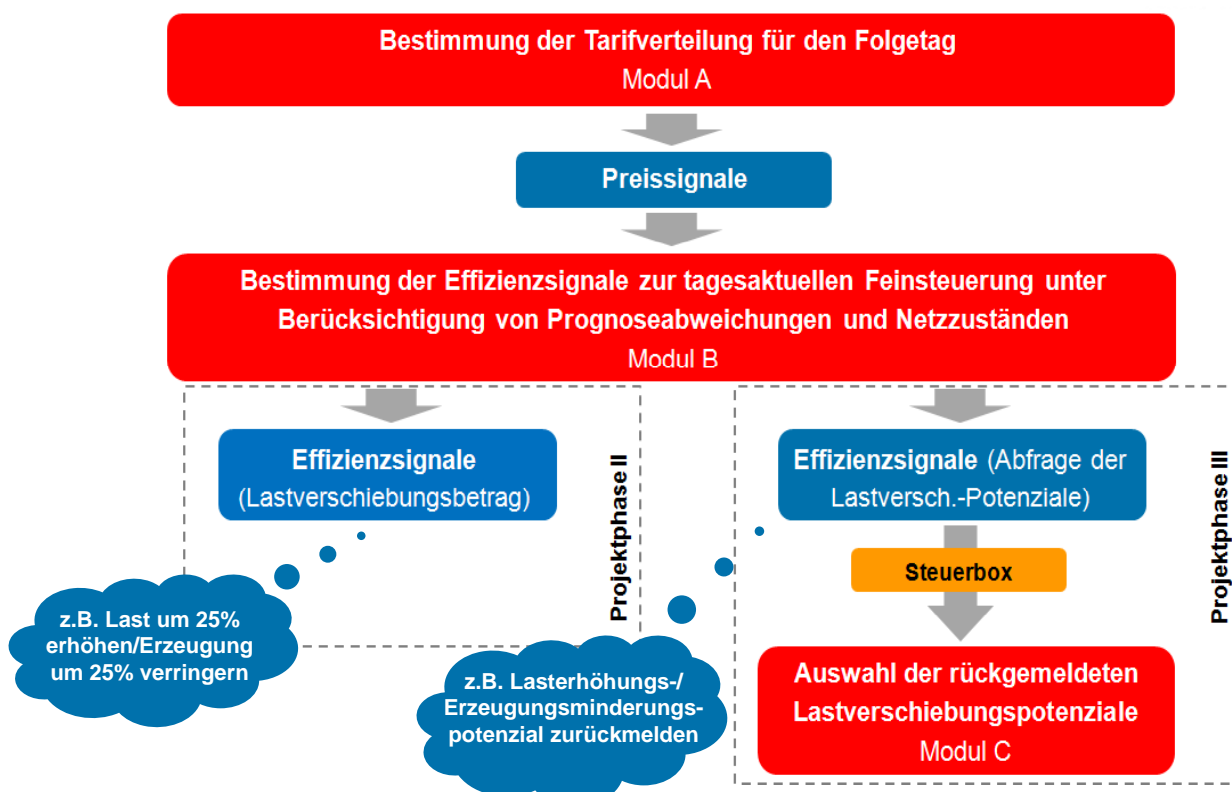 Bestimmung der Tarifverteilung für den Folgetag
Modul A
Preissignale
Bestimmung der Effizienzsignale zur tagesaktuellen Feinsteuerung unter
Berücksichtigung von Prognoseabweichungen und Netzzuständen
Modul B
Effizienzsignale
(Lastverschiebungsbetrag)
Projektphase II
z.B. Last um 25%
erhöhen/Erzeugung
um 25% verringern
Effizienzsignale (Abfrage der
Lastversch.-Potenziale)
Projektphase III
Steuerbox
z.B. Lasterhöhungs-/
Erzeugungsminderungs-
potenzial zurückmelden
Auswahl der rückgemeldeten
Lastverschiebungspotenziale
Modul C